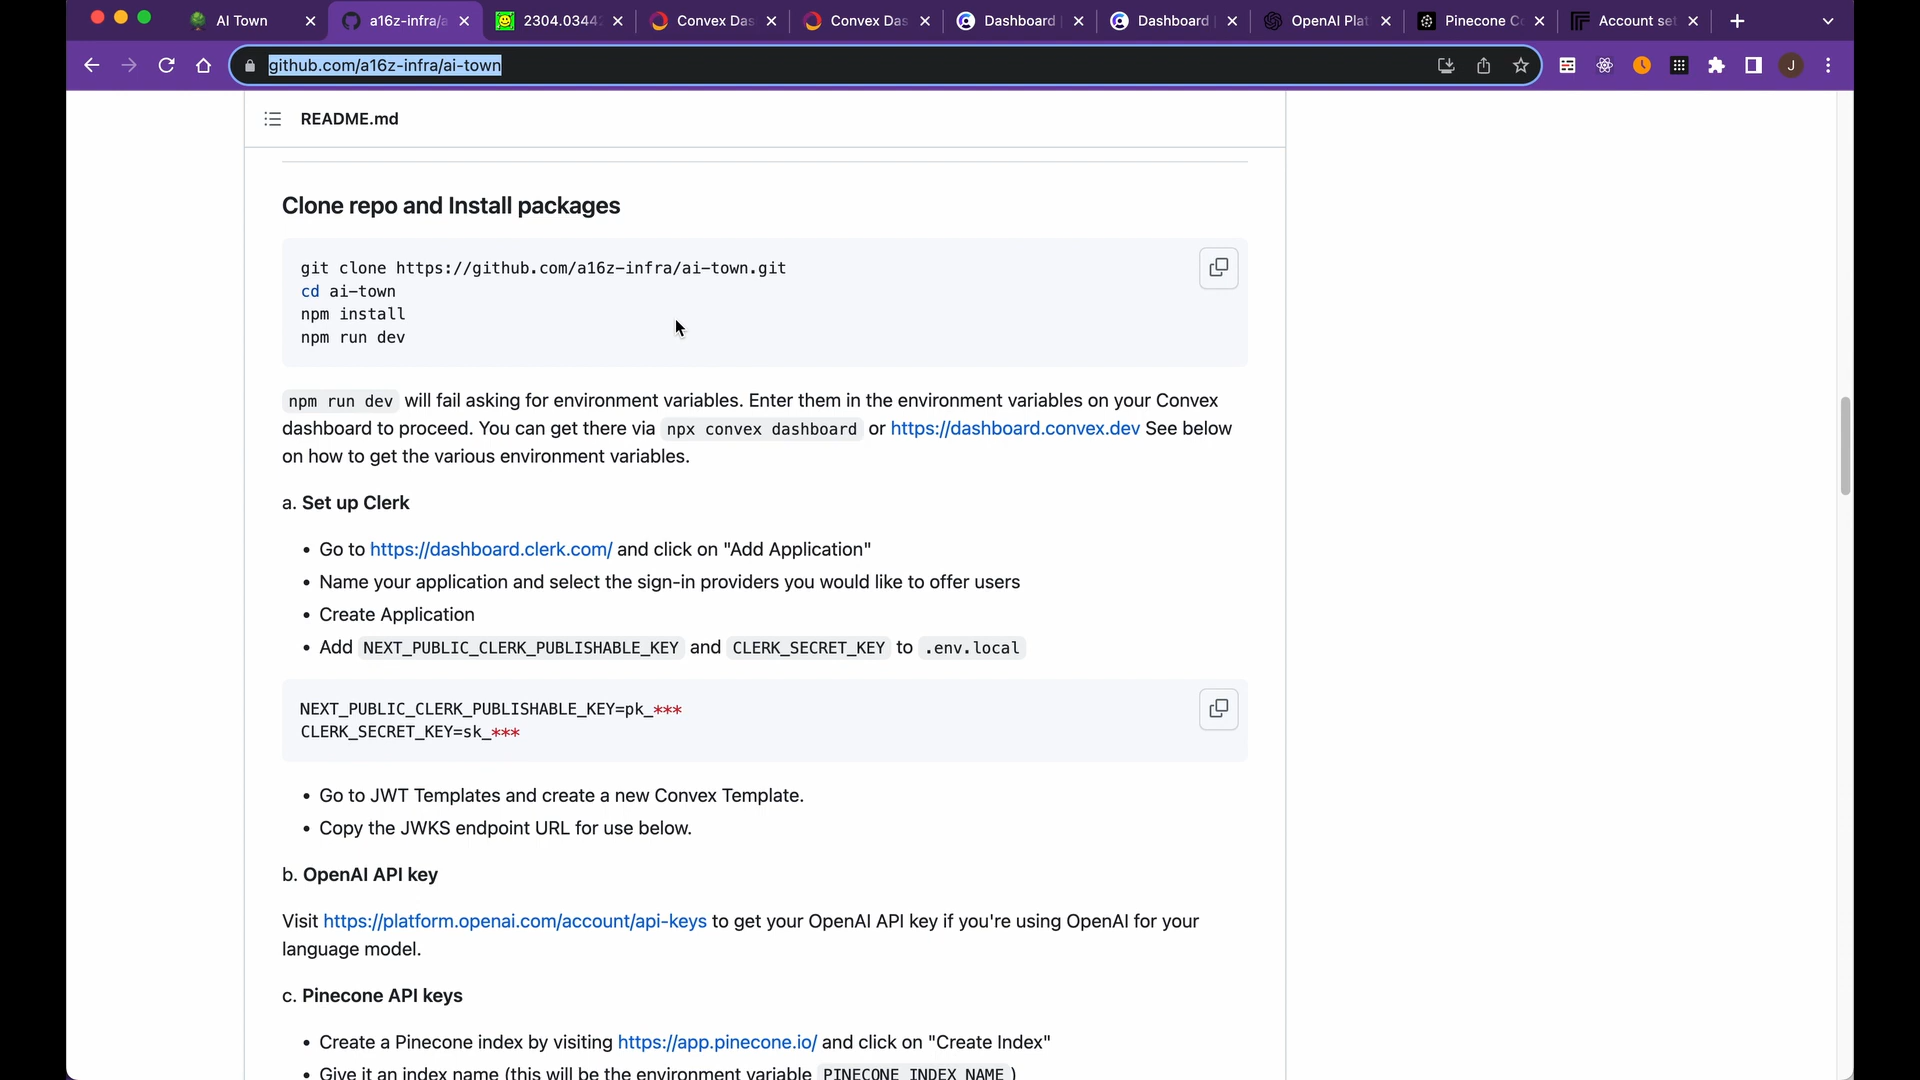 AI Town
a16z-infra/a
2304.0344
Convex Das
Convex Das
Dashboard
Dashboard
OpenAI Plat
Pinecone Co
Account set
github.com/a16z-infra/ai-town
J
README.md
Clone repo and Install packages
git clone https://github.com/a16z-infra/ai-town.git
cd ai-town
npm install
npm run dev
npm run dev will fail asking for environment variables. Enter them in the environment variables on your Convex
dashboard to proceed. You can get there via npx convex dashboard or https://dashboard.convex.dev See below
on how to get the various environment variables.
a. Set up Clerk
• Go to https://dashboard.clerk.com/ and click on "Add Application"
• Name your application and select the sign-in providers you would like to offer users
• Create Application
• Add NEXT_PUBLIC_CLERK_PUBLISHABLE_KEY and CLERK_SECRET_KEY to .env.local
NEXT_PUBLIC_CLERK_PUBLISHABLE_KEY=pk_***
CLERK_SECRET_KEY=sk_***
• Go to JWT Templates and create a new Convex Template.
• Copy the JWKS endpoint URL for use below.
b. OpenAI API key
Visit https://platform.openai.com/account/api-keys to get your OpenAI API key if you're using OpenAI for your
language model.
c. Pinecone API keys
• Create a Pinecone index by visiting https://app.pinecone.io/ and click on "Create Index"
• Give it an index name (this will be the environment variable PINECONE_INDEX_NAME )